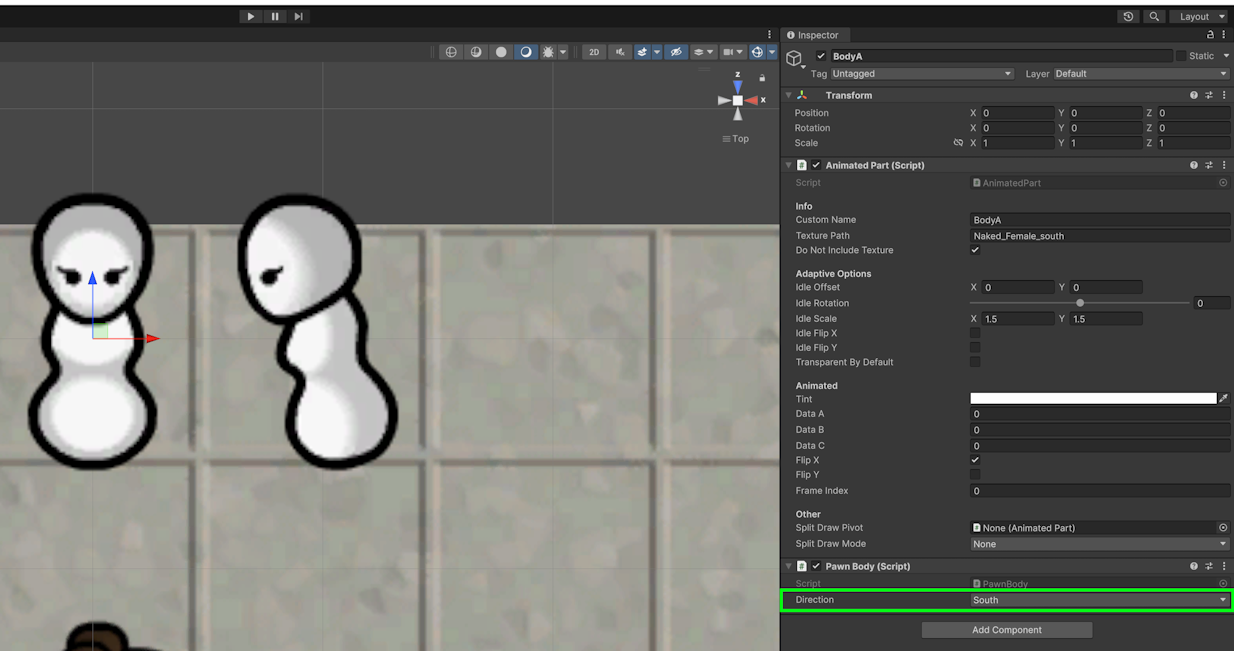 Layout
Inspector
BodyA Static
Tag Untagged Layer Default
2D
z
x
Top
Transform
Position X 0 Y 0 Z 0
Rotation X 0 Y 0 Z 0
Scale X 1 Y 1 Z 1
# Animated Part (Script)
Script # AnimatedPart
Info
Custom Name BodyA
Texture Path Naked_Female_south
Do Not Include Texture
Adaptive Options
Idle Offset X 0 Y 0
Idle Rotation 0
Idle Scale X 1.5 Y 1.5
Idle Flip X
Idle Flip Y
Transparent By Default
Animated
Tint
Data A 0
Data B 0
Data C 0
Flip X
Flip Y
Frame Index 0
Other
Split Draw Pivot None (Animated Part)
Split Draw Mode None
# Pawn Body (Script)
Script # PawnBody
Direction South
Add Component